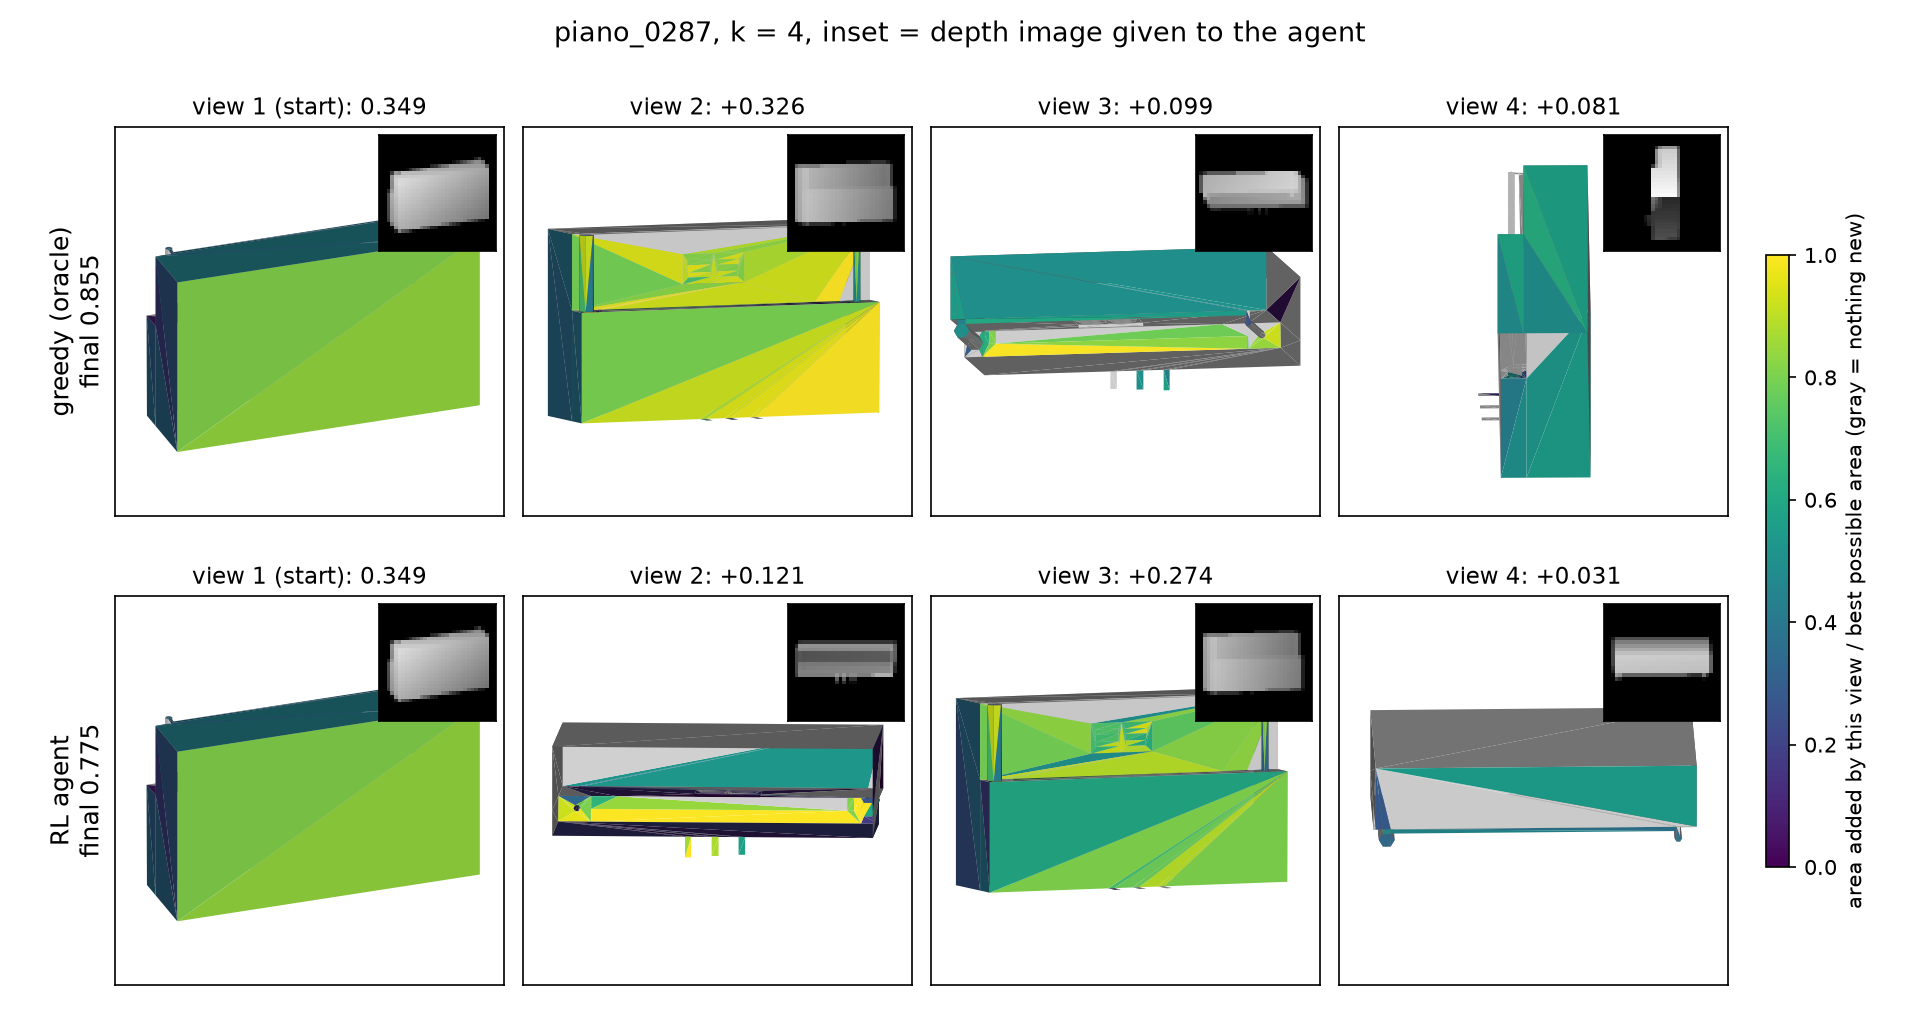 piano_0287, k = 4, inset = depth image given to the agent
greedy (oracle)
final 0.855
view 1 (start): 0.349
view 2: +0.326
view 3: +0.099
view 4: +0.081
RL agent
final 0.775
view 1 (start): 0.349
view 2: +0.121
view 3: +0.274
view 4: +0.031
1.0
0.8
0.6
0.4
0.2
0.0
area added by this view / best possible area (gray = nothing new)